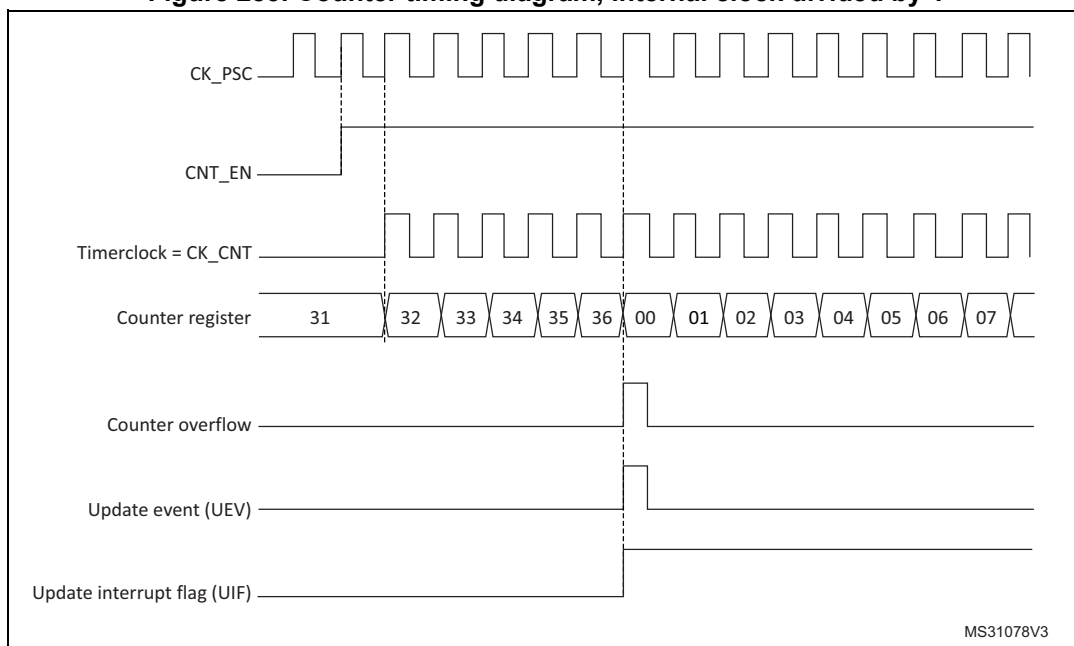 CK_PSC
CNT_EN
Timerclock = CK_CNT
Counter register 31 32 33 34 35 36 00 01 02 03 04 05 06 07
Counter overflow
Update event (UEV)
Update interrupt flag (UIF)
MS31078V3